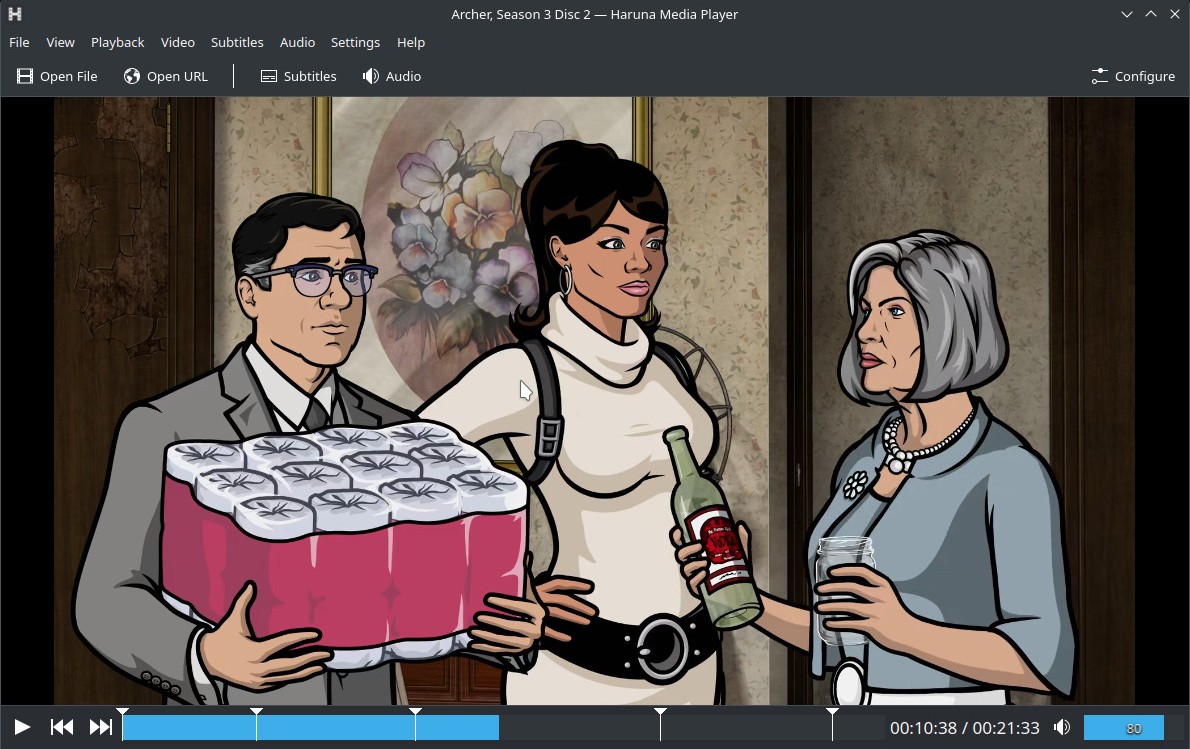 Archer, Season 3 Disc 2 — Haruna Media Player
File View Playback Video Subtitles Audio Settings Help
Open File Open URL Subtitles Audio Configure
00:10:38 / 00:21:33 80